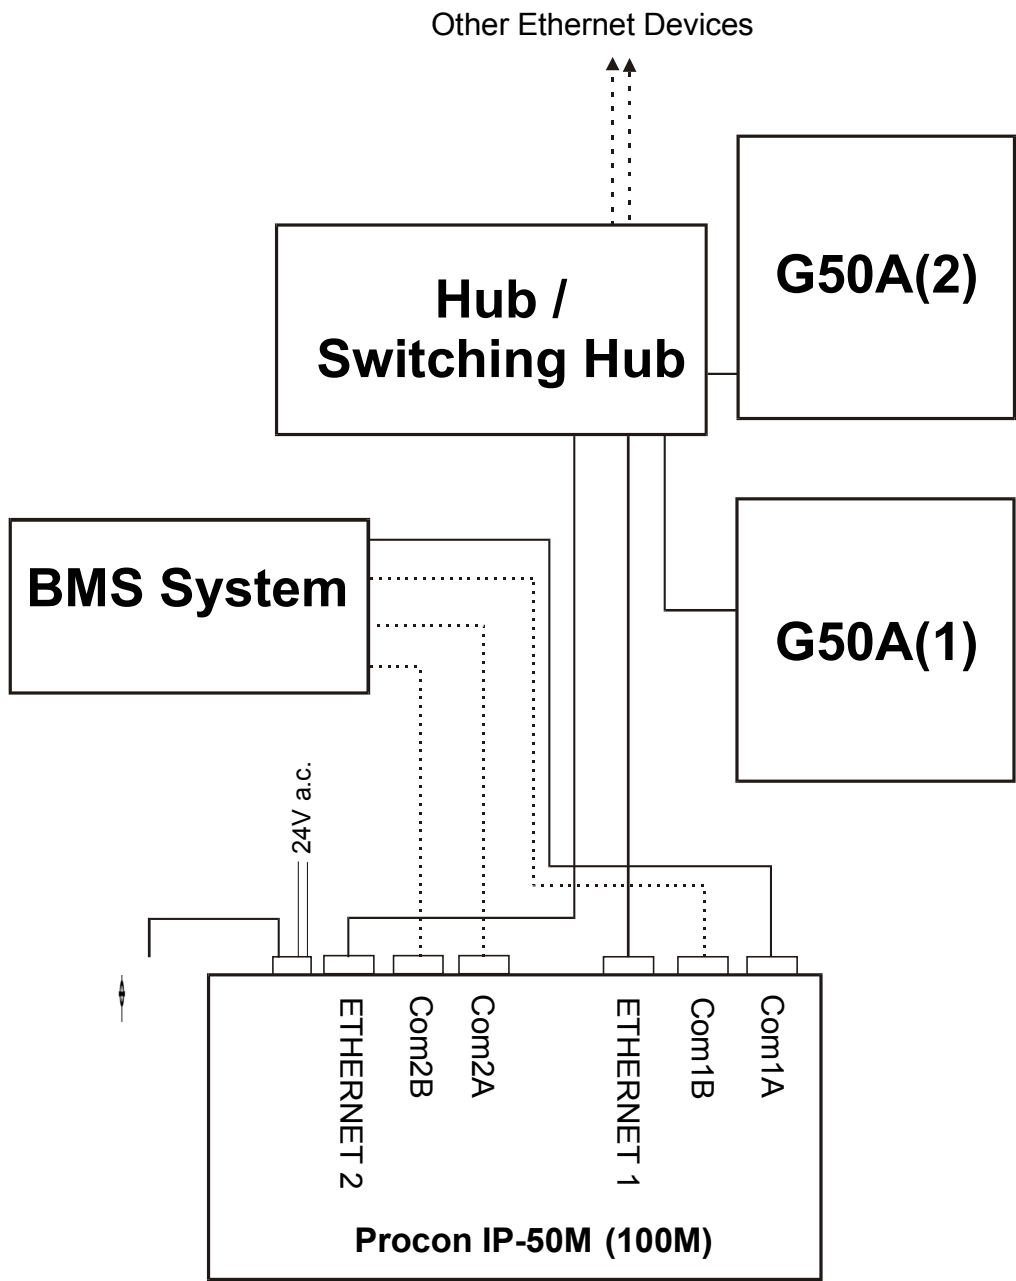 Other Ethernet Devices
G50A(2)
Hub /
Switching Hub
BMS System
G50A(1)
24V a.c.
ETHERNET 2
Com2B
Com2A
ETHERNET 1
Com1B
Com1A
Procon IP-50M (100M)